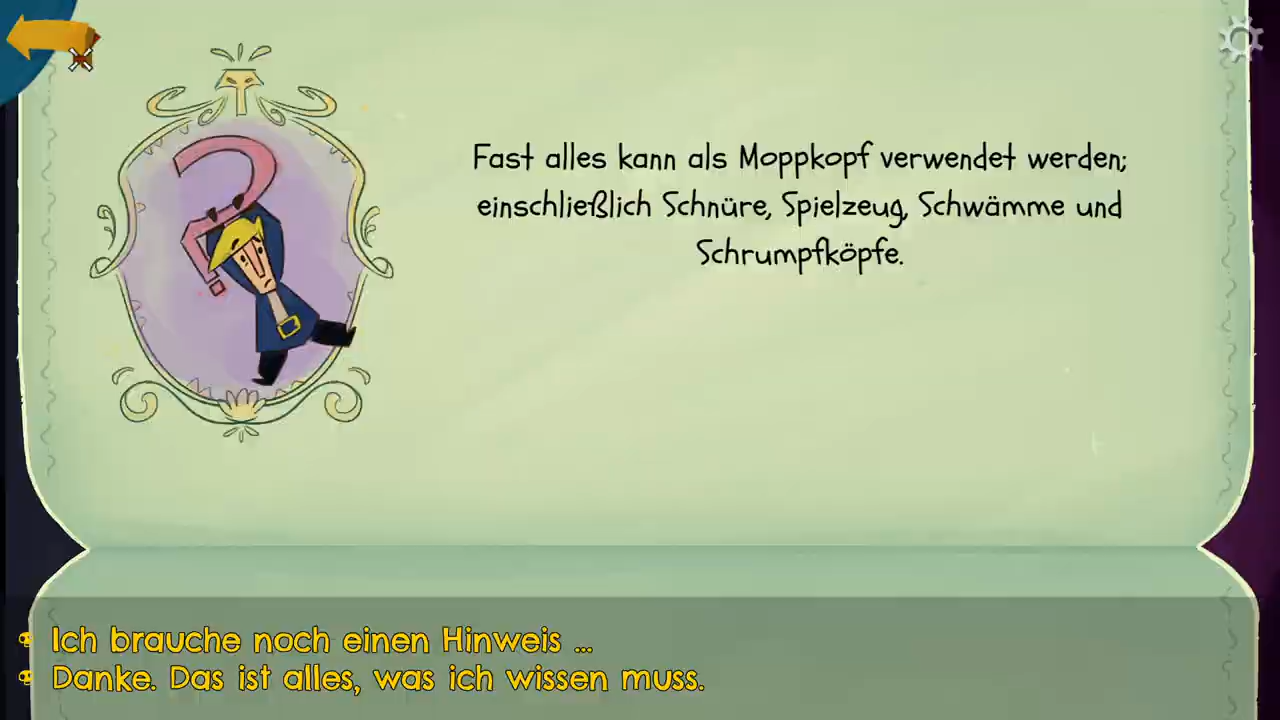 Fast alles kann als Moppkopf verwendet werden;
einschließlich Schnüre, Spielzeug, Schwämme und
Schrumpfköpfe.
Ich brauche noch einen Hinweis ...
Danke. Das ist alles, was ich wissen muss.